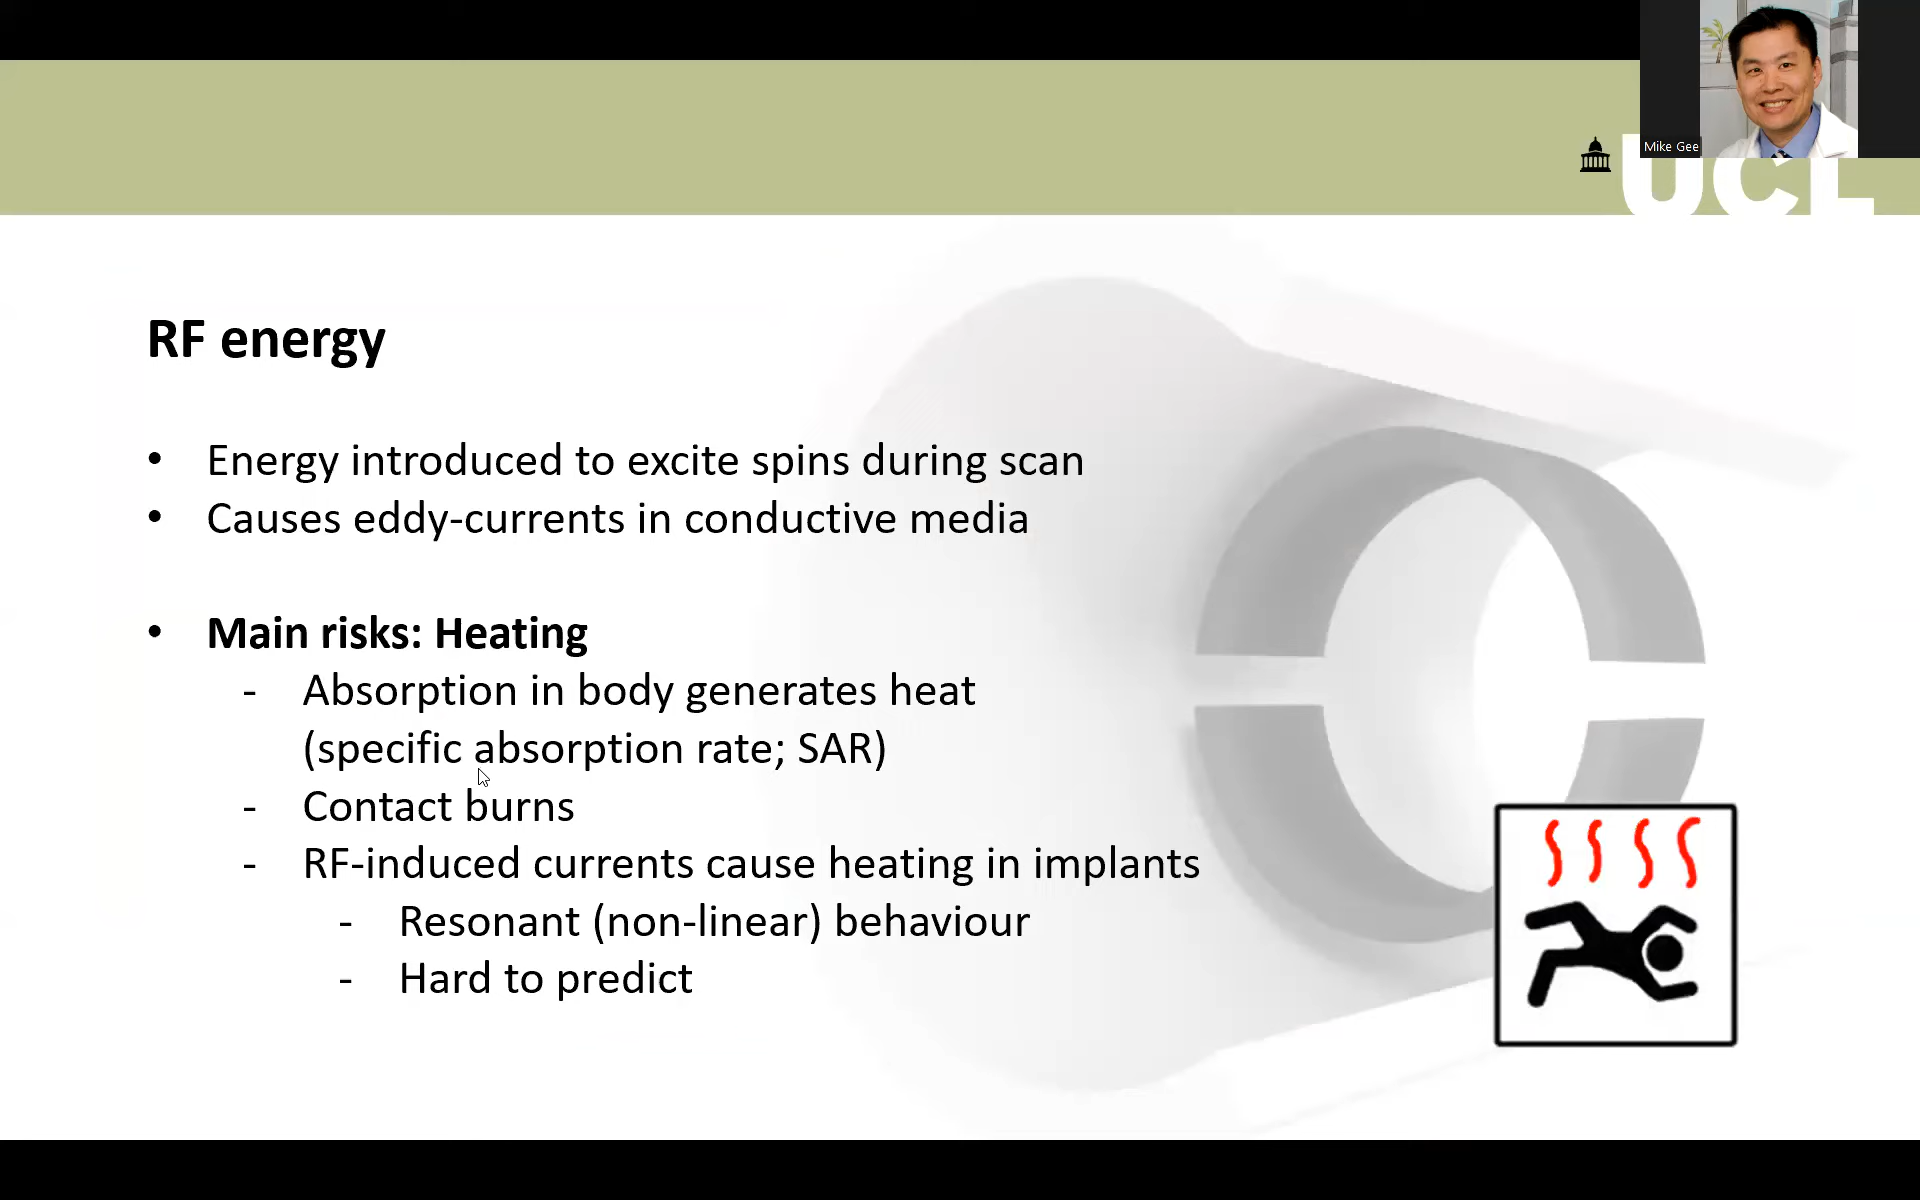 Mike Gee
UCL
RF energy
• Energy introduced to excite spins during scan
• Causes eddy-currents in conductive media
• Main risks: Heating
- Absorption in body generates heat
(specific absorption rate; SAR)
- Contact burns
- RF-induced currents cause heating in implants
- Resonant (non-linear) behaviour
- Hard to predict